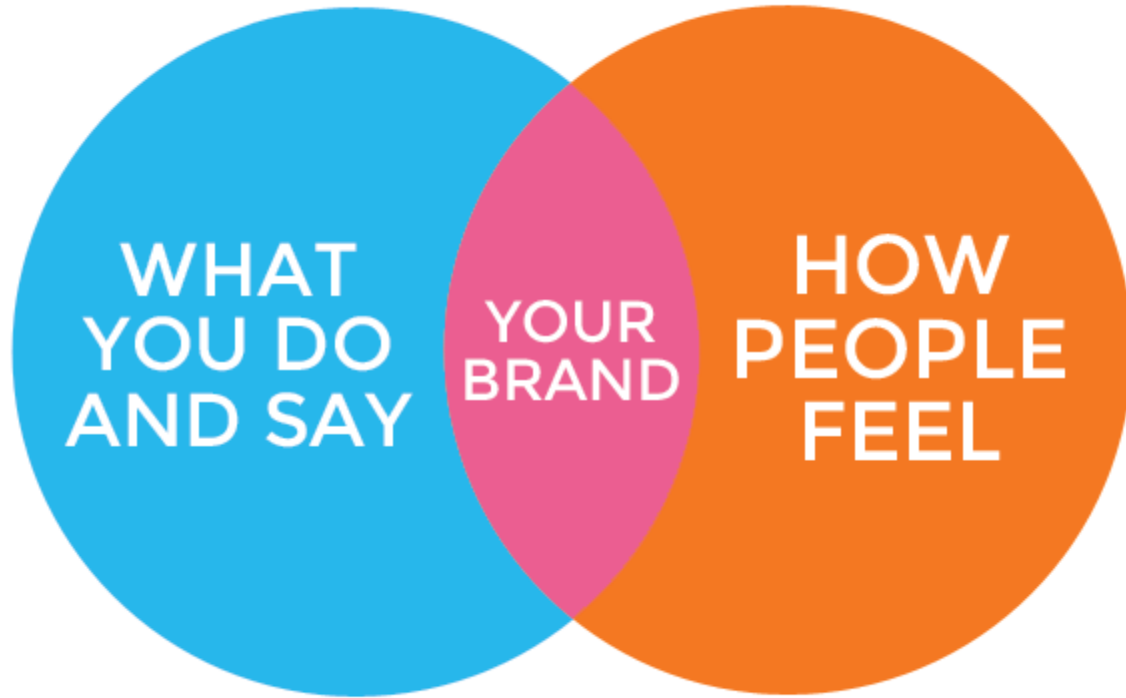 WHAT
YOU DO
AND SAY
YOUR
BRAND
HOW
PEOPLE
FEEL